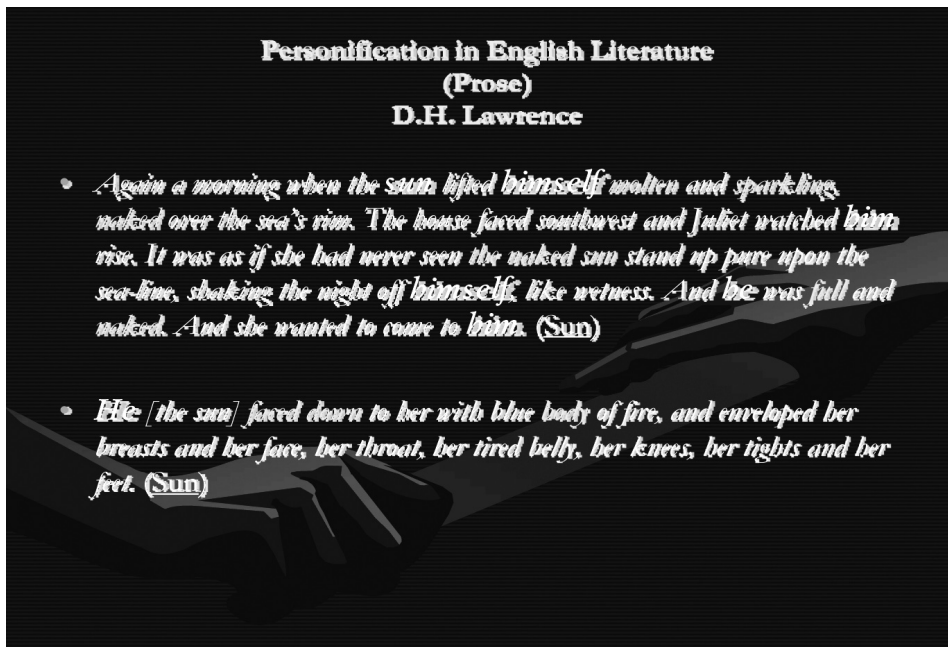 Personification in English Literature
(Prose)
D.H. Lawrence
• Again a morning when the sun lifted himself molten and sparkling,
naked over the sea's rim. The house faced southwest and Juliet watched him
rise. It was as if she had never seen the naked sun stand up pure upon the
sea-line, shaking the night off himself, like wetness. And he was full and
naked. And she wanted to come to him. (Sun)
• He [the sun] faced down to her with blue body of fire, and enveloped her
breasts and her face, her throat, her tired belly, her knees, her tights and her
feet. (Sun)